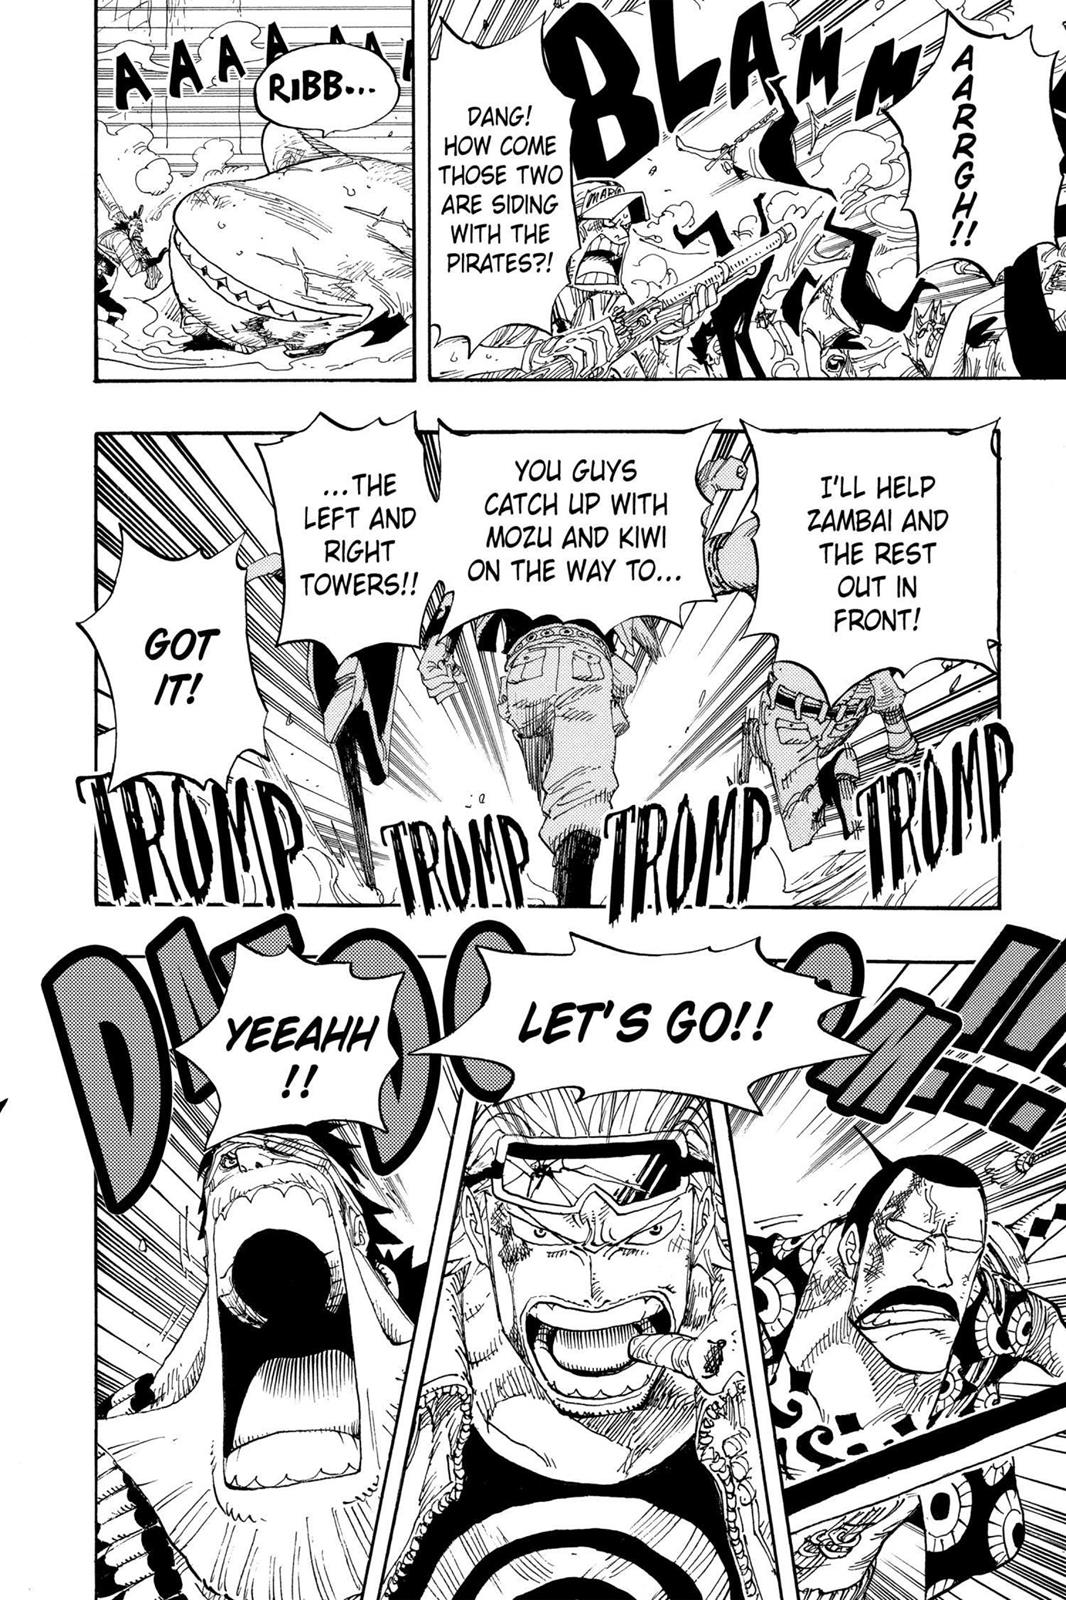 AARRGH!!
BLAMM
DANG!
HOW COME
THOSE TWO
ARE SIDING
WITH THE
PIRATES?!
MARINE
AAAAAAA
RIBB...
I'LL HELP
ZAMBAI AND
THE REST
OUT IN
FRONT!
YOU GUYS
CATCH UP WITH
MOZU AND KIWI
ON THE WAY TO...
...THE
LEFT AND
RIGHT
TOWERS!!
GOT
IT!
TROMP
TROMP
TROMP
TROMP
LET'S GO!!
YEEAHH
!!